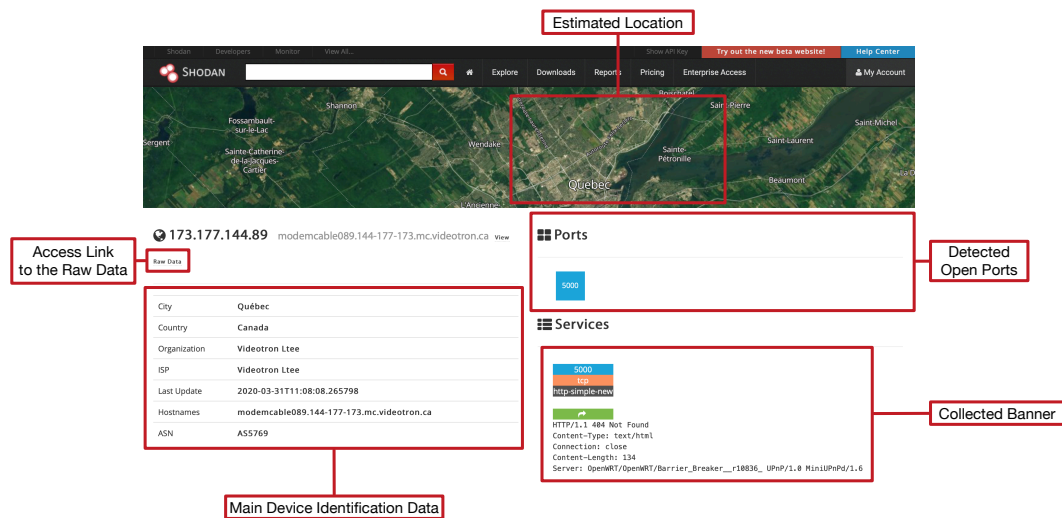 Estimated Location
Shodan Developers Monitor View All... Show API Key Try out the new beta website! Help Center
SHODAN Explore Downloads Reports Pricing Enterprise Access My Account
Shannon
Boischatel
Saint-Pierre
Fossambault-
sur-le-Lac
Saint-Michel
Sergent
Wendake
Saint-Laurent
Sainte-Catherine-
de-la-Jacques-
Cartier
Sainte-
Pétronille
Québec
Beaumont
L'Ancienne-
173.177.144.89 modemcable089.144-177-173.mc.videotron.ca View
Ports
Access Link
to the Raw Data
Raw Data
Detected
Open Ports
5000
City Québec
Country Canada
Organization Videotron Ltee
ISP Videotron Ltee
Last Update 2020-03-31T11:08:08.265798
Hostnames modemcable089.144-177-173.mc.videotron.ca
ASN AS5769
Services
5000
tcp
http-simple-new
HTTP/1.1 404 Not Found
Content-Type: text/html
Connection: close
Content-Length: 134
Server: OpenWRT/OpenWRT/Barrier_Breaker__r10836_ UPnP/1.0 MiniUPnPd/1.6
Collected Banner
Main Device Identification Data